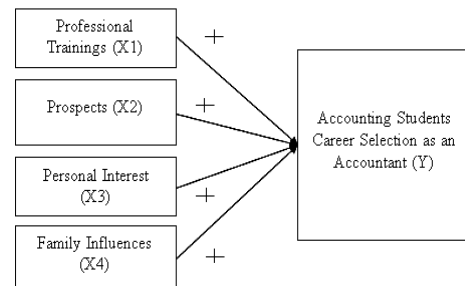 Professional
Trainings (X1)
+
Prospects (X2)
+
Accounting Students
Career Selection as an
Accountant (Y)
Personal Interest
(X3)
+
Family Influences
(X4)
+